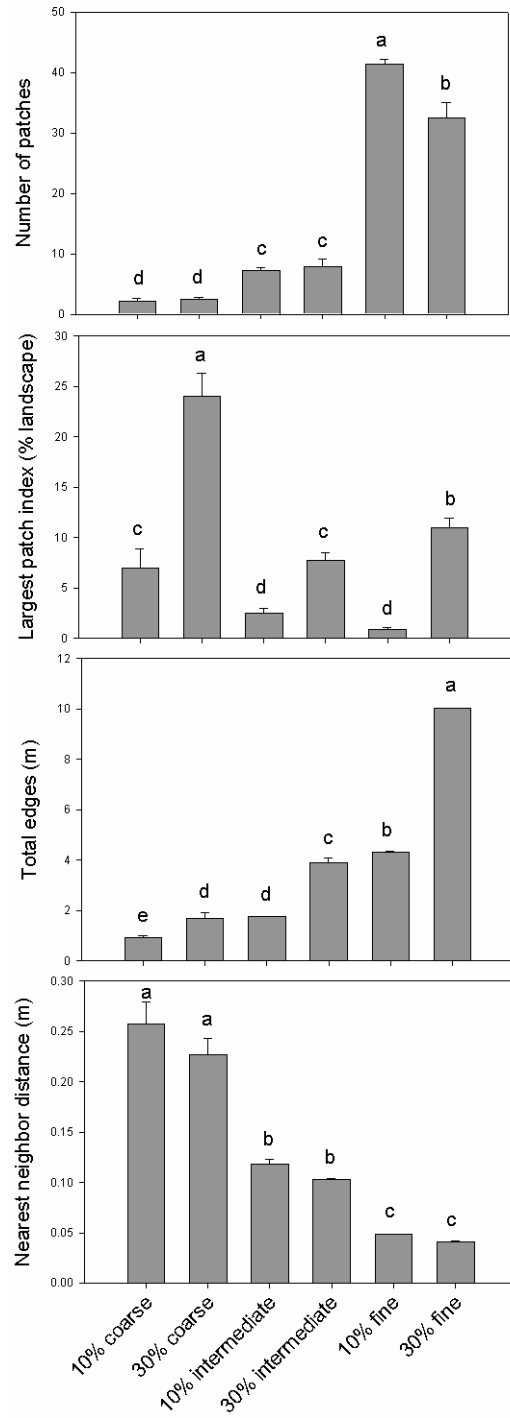 Number of patches
50
40
30
20
10
0
d
d
c
c
a
b
Largest patch index (% landscape)
30
25
20
15
10
5
0
c
a
d
c
d
b
Total edges (m)
12
10
8
6
4
2
0
e
d
d
c
b
a
Nearest neighbor distance (m)
0.30
0.25
0.20
0.15
0.10
0.05
0.00
a
a
b
b
c
c
10% coarse
30% coarse
10% intermediate
30% intermediate
10% fine
30% fine